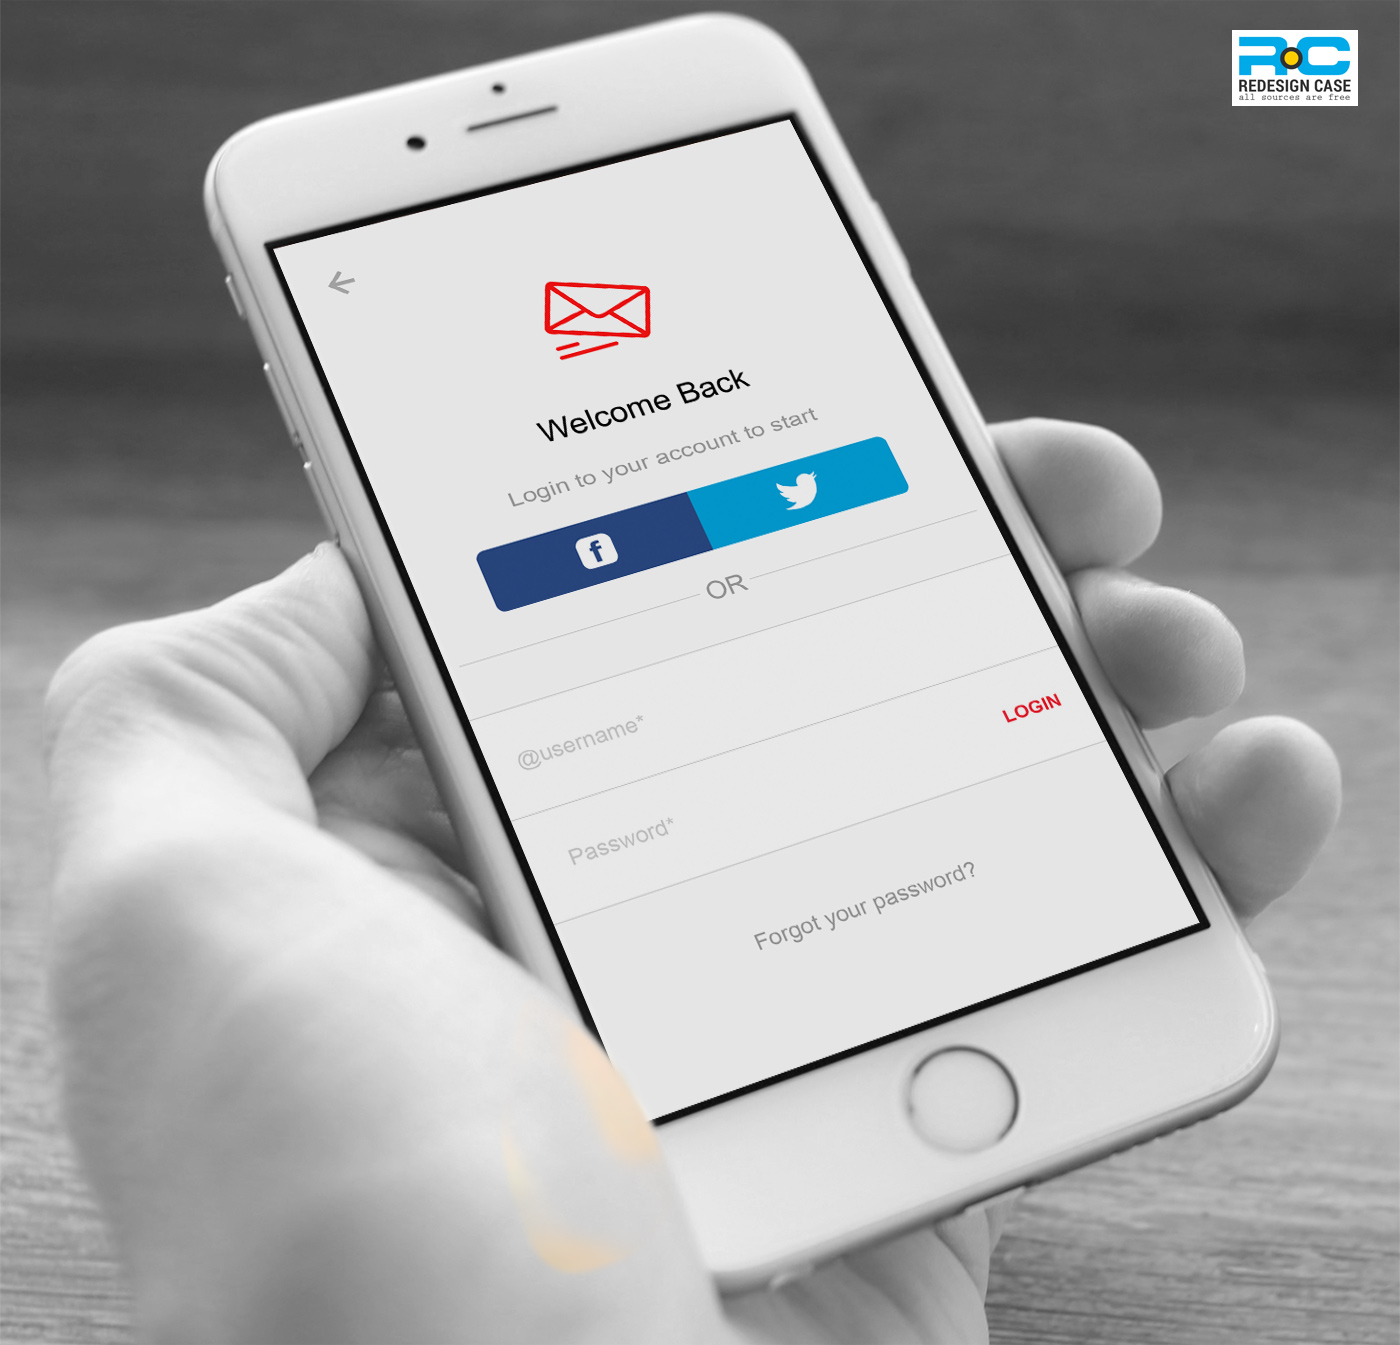 RC
REDESIGN CASE
all sources are free
Welcome Back
Login to your account to start
f
OR
@username*
LOGIN
Password*
Forgot your password?